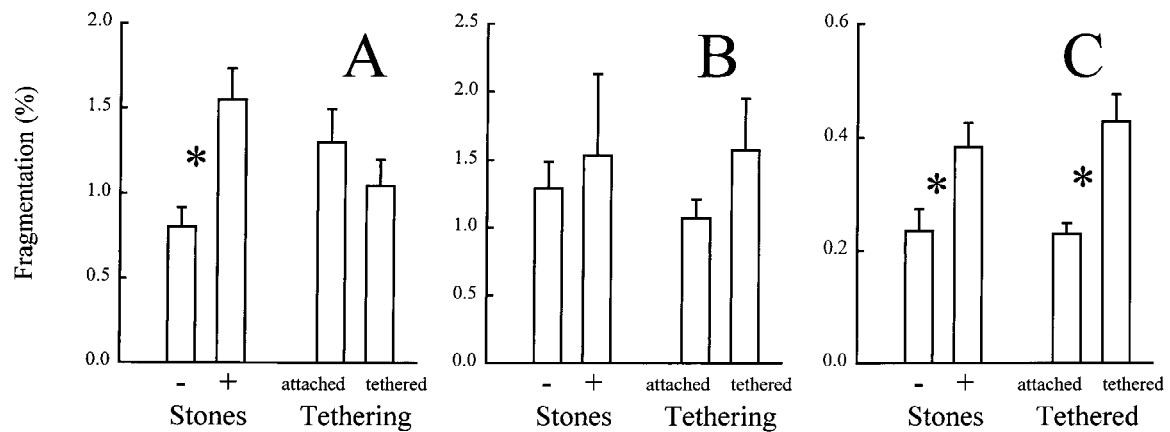 Fragmentation (%)
A
2.0
1.5
1.0
0.5
0.0
*
- + attached tethered
Stones Tethering
B
2.5
2.0
1.5
1.0
0.5
0.0
- + attached tethered
Stones Tethering
C
0.6
0.4
0.2
0.0
* *
- + attached tethered
Stones Tethered